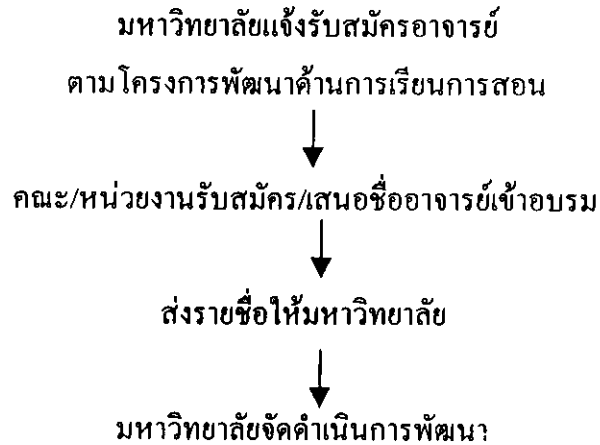 มหาวิทยาลัยแจ้งรับสมัครอาจารย์
ตามโครงการพัฒนาด้านการเรียนการสอน
คณะ/หน่วยงานรับสมัคร/เสนอชื่ออาจารย์เข้าอบรม
ส่งรายชื่อให้มหาวิทยาลัย
มหาวิทยาลัยจัดดำเนินการพัฒนา